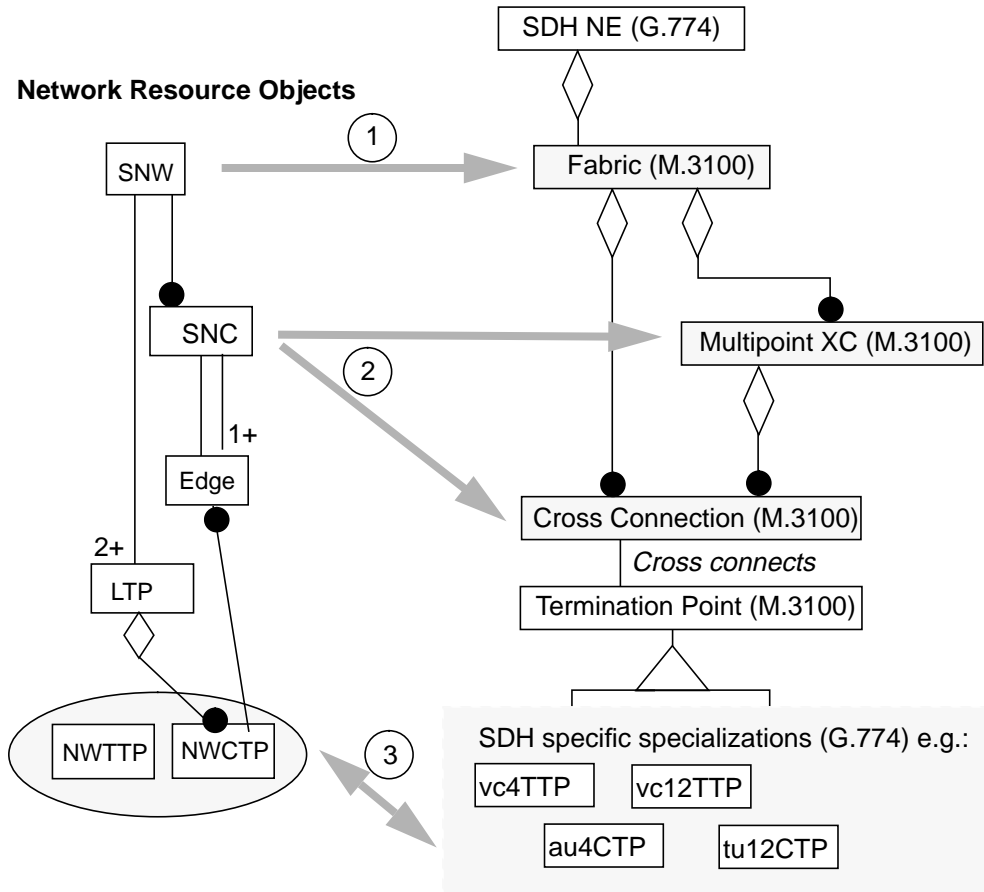 SDH NE (G.774)
Network Resource Objects
1
SNW
Fabric (M.3100)
SNC
Multipoint XC (M.3100)
2
1+
Edge
Cross Connection (M.3100)
2+
Cross connects
LTP
Termination Point (M.3100)
NWTTP
NWCTP
3
SDH specific specializations (G.774) e.g.:
vc4TTP
vc12TTP
au4CTP
tu12CTP